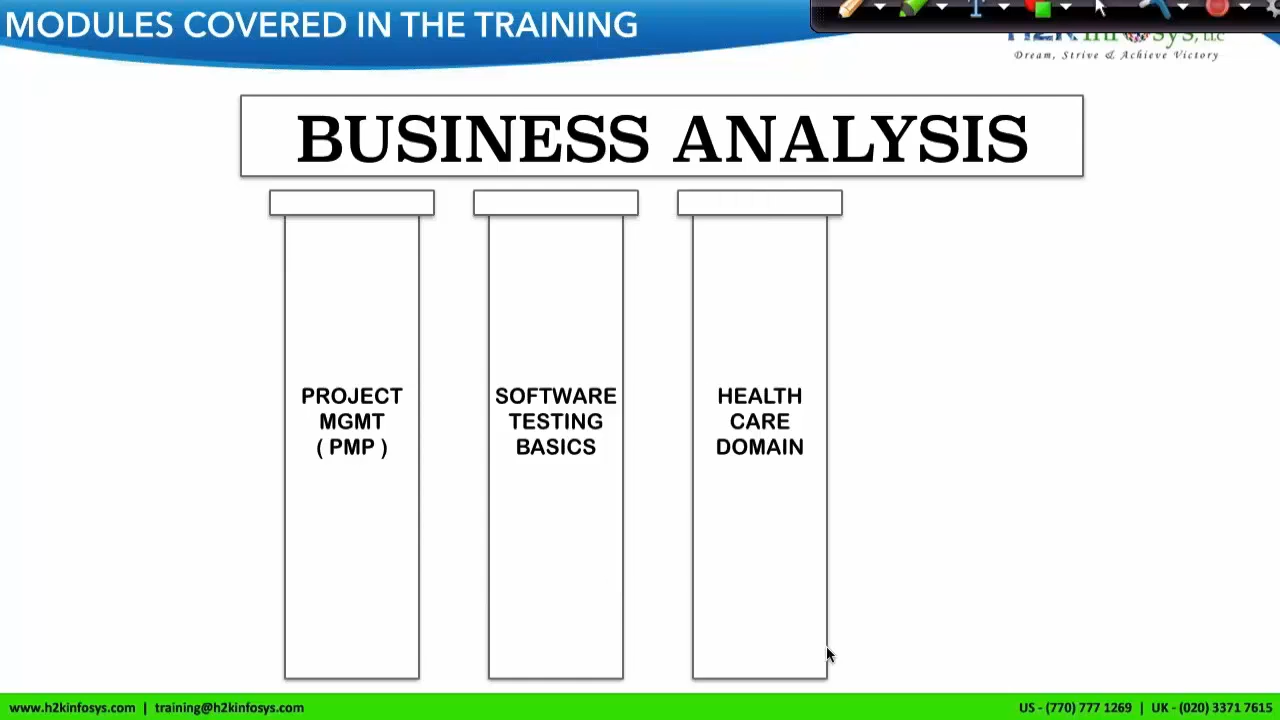 MODULES COVERED IN THE TRAINING
Dream, Strive & Achieve Victory
BUSINESS ANALYSIS
PROJECT
MGMT
( PMP )
SOFTWARE
TESTING
BASICS
HEALTH
CARE
DOMAIN
www.h2kinfosys.com | training@h2kinfosys.com
US - (770) 777 1269 | UK - (020) 3371 7615